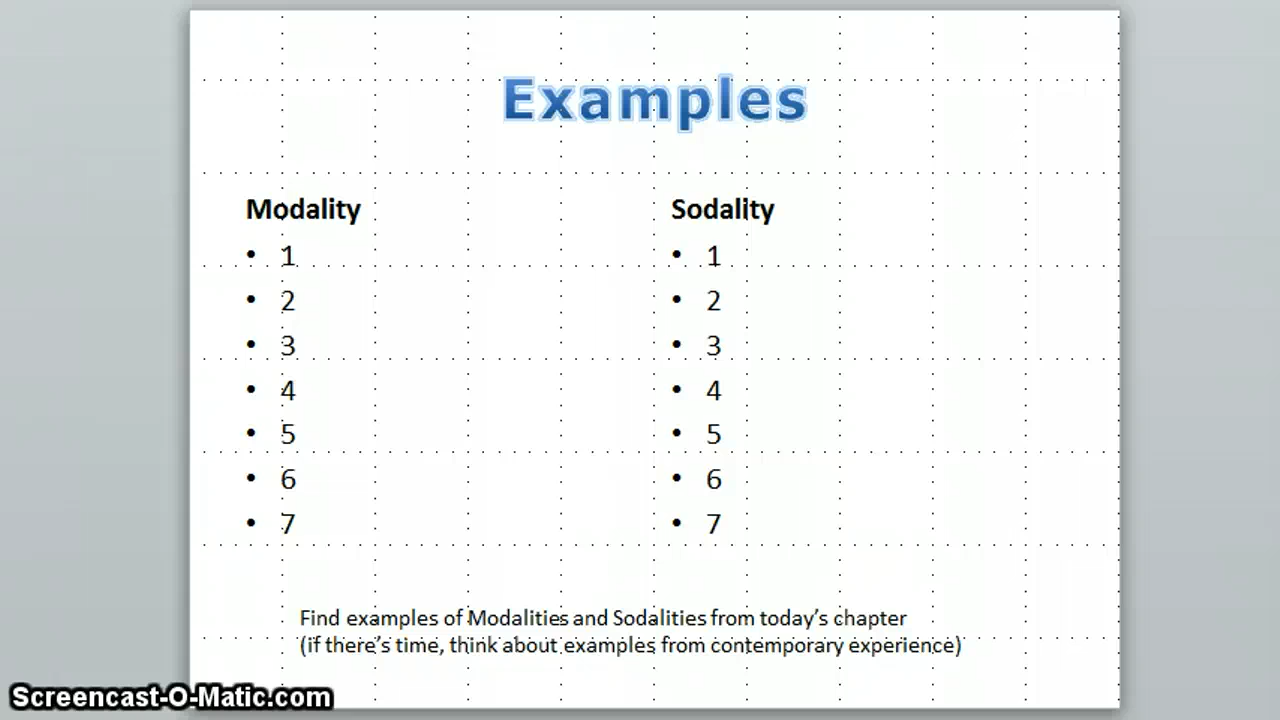 Examples
Modality
• 1
• 2
• 3
• 4
• 5
• 6
• 7
Sodality
• 1
• 2
• 3
• 4
• 5
• 6
• 7
Find examples of Modalities and Sodalities from today’s chapter
(if there’s time, think about examples from contemporary experience)
Screencast-O-Matic.com